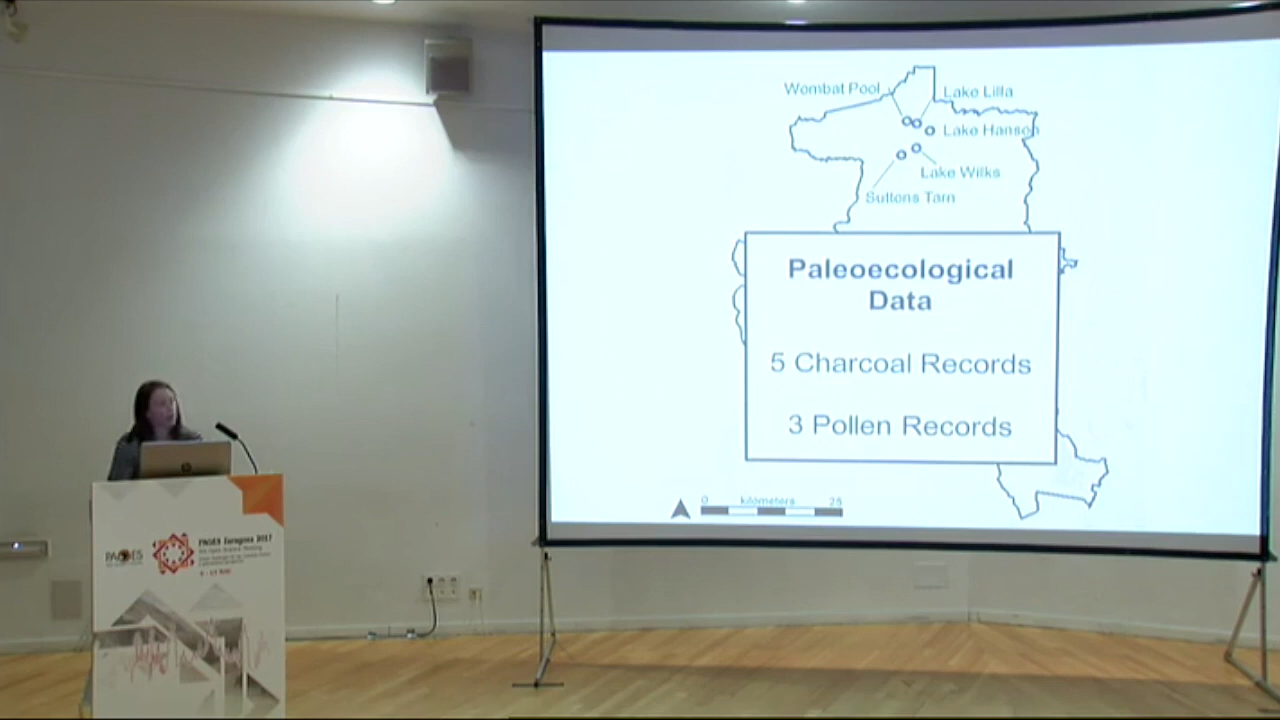 Wombat Pool
Lake Lilla
Lake Hanson
Lake Wilks
Suttons Tarn
Paleoecological
Data
5 Charcoal Records
3 Pollen Records
0 kilometers 25
PAGES
PAGES Zaragoza 2017